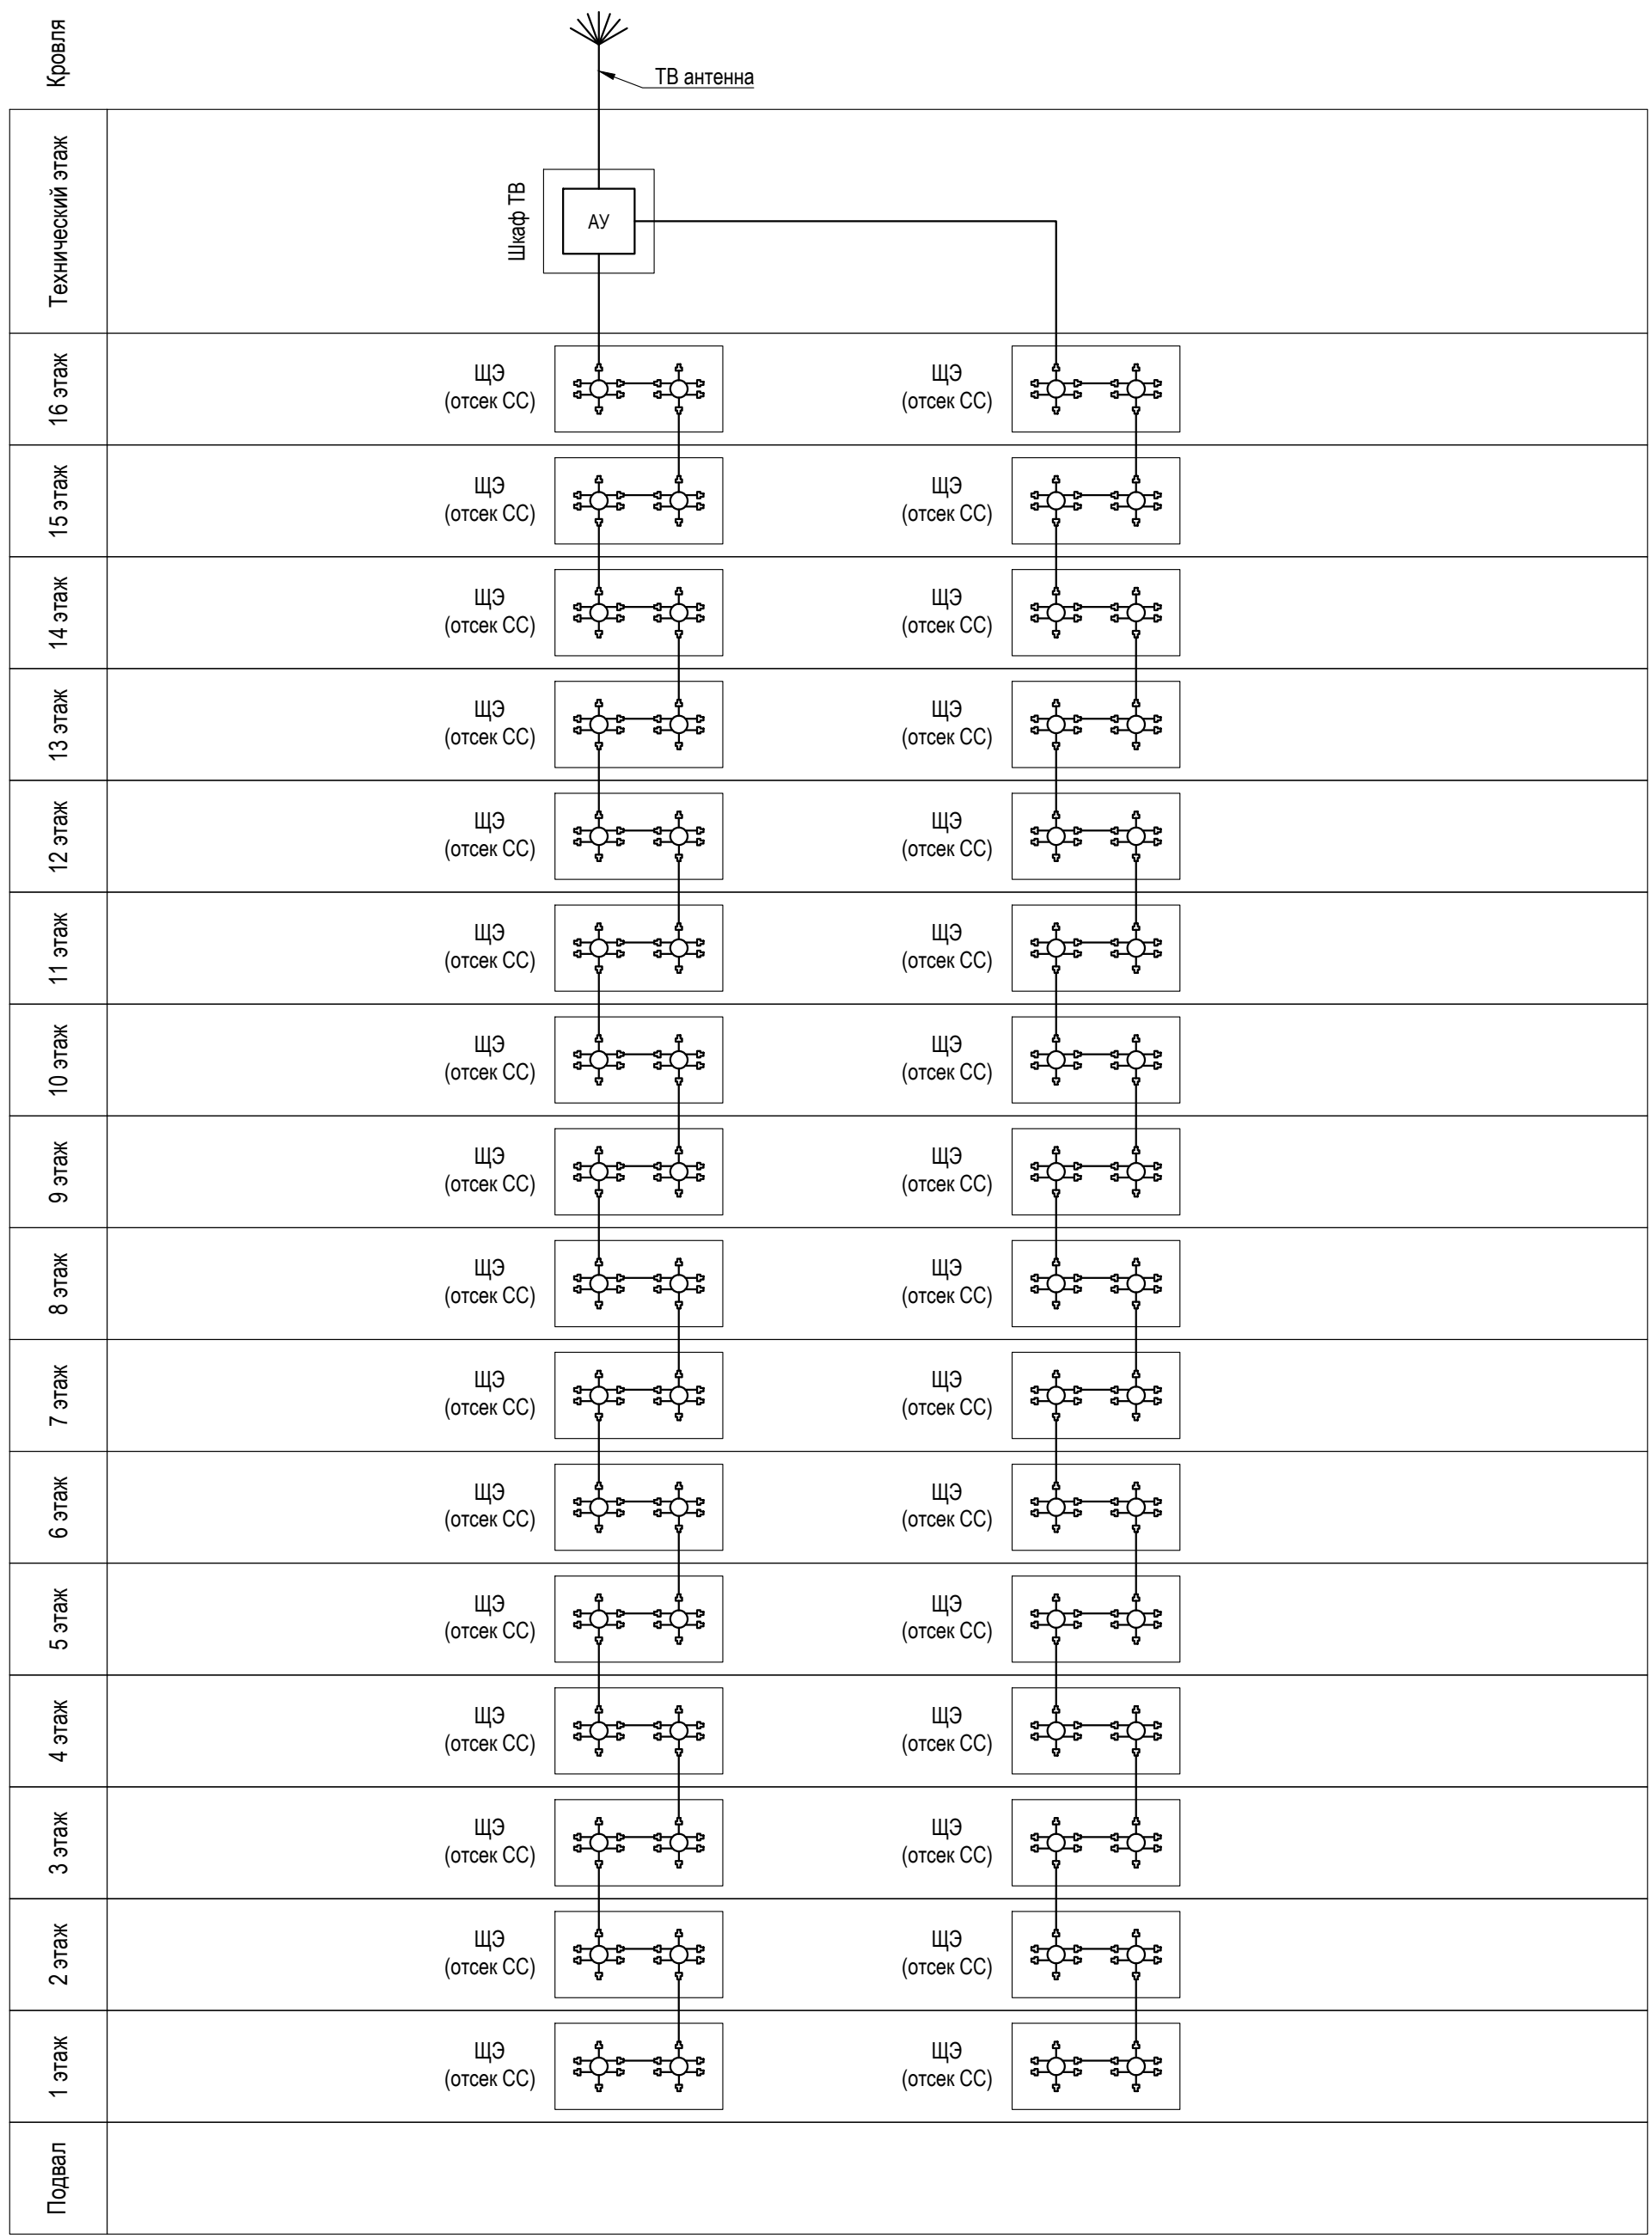 Кровля
ТВ антенна
Технический этаж
Шкаф ТВ
АУ
16 этаж
ЩЭ
(отсек СС)
ЩЭ
(отсек СС)
15 этаж
ЩЭ
(отсек СС)
ЩЭ
(отсек СС)
14 этаж
ЩЭ
(отсек СС)
ЩЭ
(отсек СС)
13 этаж
ЩЭ
(отсек СС)
ЩЭ
(отсек СС)
12 этаж
ЩЭ
(отсек СС)
ЩЭ
(отсек СС)
11 этаж
ЩЭ
(отсек СС)
ЩЭ
(отсек СС)
10 этаж
ЩЭ
(отсек СС)
ЩЭ
(отсек СС)
9 этаж
ЩЭ
(отсек СС)
ЩЭ
(отсек СС)
8 этаж
ЩЭ
(отсек СС)
ЩЭ
(отсек СС)
7 этаж
ЩЭ
(отсек СС)
ЩЭ
(отсек СС)
6 этаж
ЩЭ
(отсек СС)
ЩЭ
(отсек СС)
5 этаж
ЩЭ
(отсек СС)
ЩЭ
(отсек СС)
4 этаж
ЩЭ
(отсек СС)
ЩЭ
(отсек СС)
3 этаж
ЩЭ
(отсек СС)
ЩЭ
(отсек СС)
2 этаж
ЩЭ
(отсек СС)
ЩЭ
(отсек СС)
1 этаж
ЩЭ
(отсек СС)
ЩЭ
(отсек СС)
Подвал